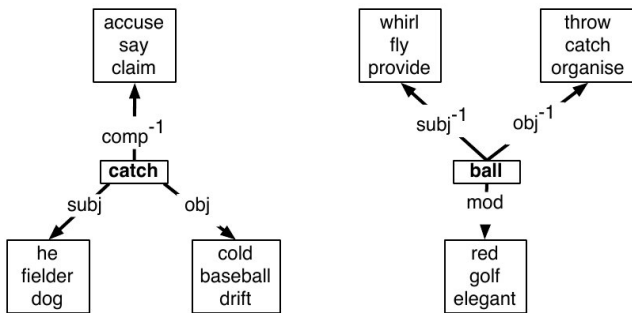 accuse
say
claim
comp-1
catch
subj
obj
he
fielder
dog
cold
baseball
drift
whirl
fly
provide
throw
catch
organise
subj-1
obj-1
ball
mod
red
golf
elegant